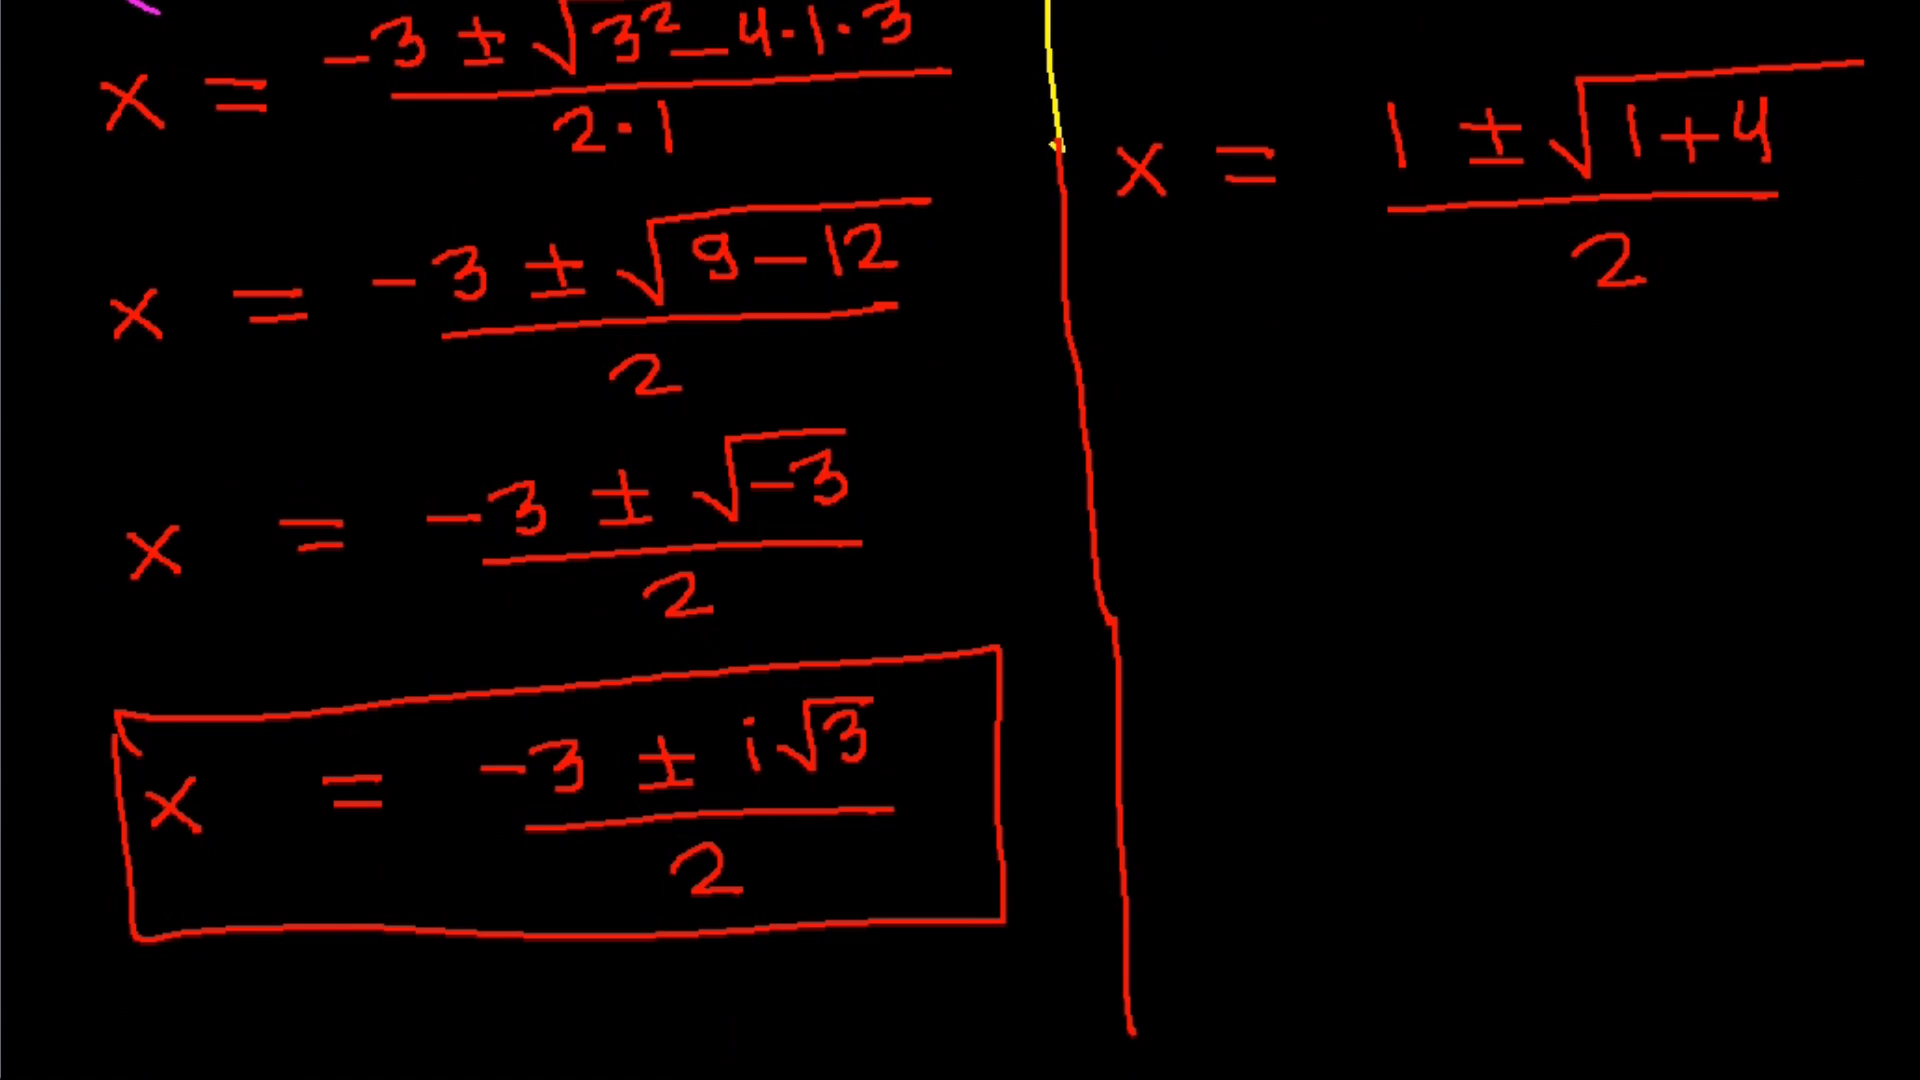 x = (-3 ± √(3² - 4·1·3)) / (2·1)
x = (-3 ± √(9 - 12)) / 2
x = (-3 ± √(-3)) / 2
x = (-3 ± i√3) / 2
x = (1 ± √(1 + 4)) / 2